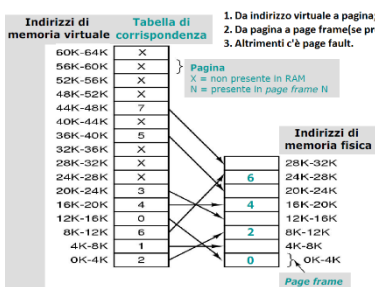 Indirizzi di
memoria virtuale
Tabella di
corrispondenza
1. Da indirizzo virtuale a pagina;
2. Da pagina a page frame(se pr
3. Altrimenti c'è page fault.
60K-64K X
56K-60K X
52K-56K X
48K-52K X
44K-48K 7
40K-44K X
36K-40K 5
32K-36K X
28K-32K X
24K-28K X
20K-24K 3
16K-20K 4
12K-16K 0
8K-12K 6
4K-8K 1
0K-4K 2
Pagina
X = non presente in RAM
N = presente in page frame N
Indirizzi di
memoria fisica
28K-32K
6 24K-28K
20K-24K
4 16K-20K
12K-16K
2 8K-12K
4K-8K
0 0K-4K
Page frame